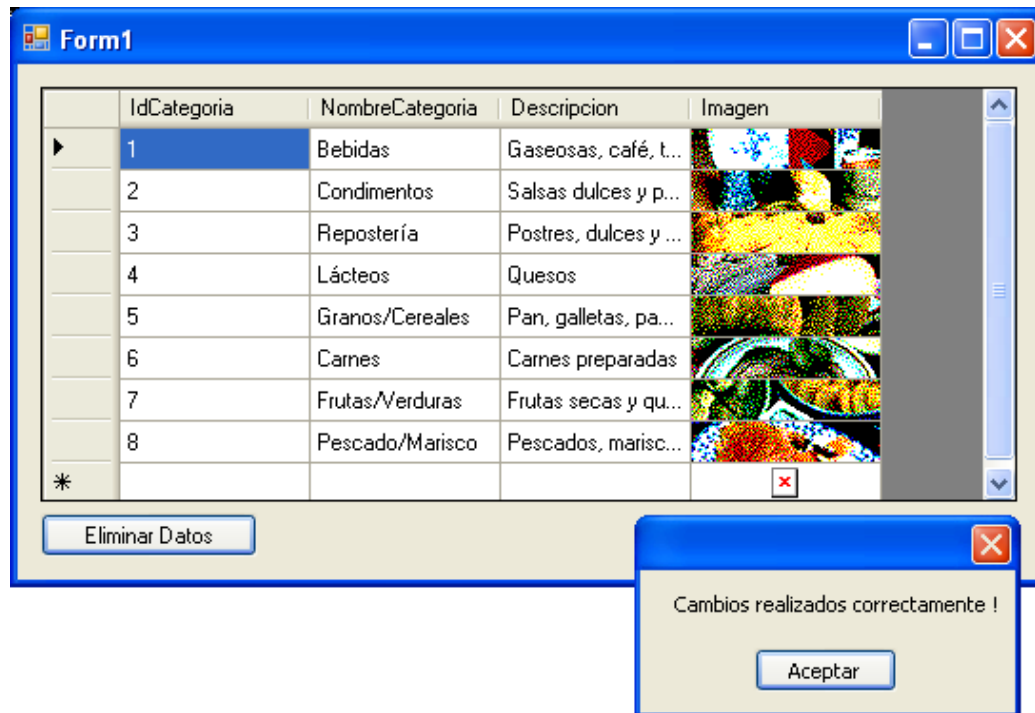 Form1
IdCategoria NombreCategoria Descripcion Imagen
1 Bebidas Gaseosas, café, t...
2 Condimentos Salsas dulces y p...
3 Repostería Postres, dulces y ...
4 Lácteos Quesos
5 Granos/Cereales Pan, galletas, pa...
6 Carnes Carnes preparadas
7 Frutas/Verduras Frutas secas y qu...
8 Pescado/Marisco Pescados, marisc...
Eliminar Datos
Cambios realizados correctamente !
Aceptar